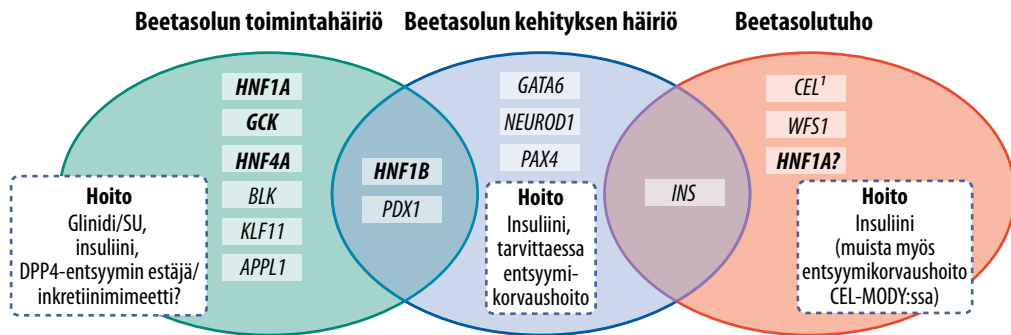 Beetasolun toimintahäiriö
Beetasolun kehityksen häiriö
Beetasolutuho
HNF1A
GCK
HNF4A
BLK
KLF11
APPL1
Hoito
Glinidi/SU,
insuliini,
DPP4-entsyymin estäjä/
inkretiinimimeetti?
HNF1B
PDX1
GATA6
NEUROD1
PAX4
Hoito
Insuliini,
tarvittaessa
entsyymi-
korvaushoito
INS
CEL¹
WFS1
HNF1A?
Hoito
Insuliini
(muista myös
entsyymikorvaushoito
CEL-MODY:ssa)